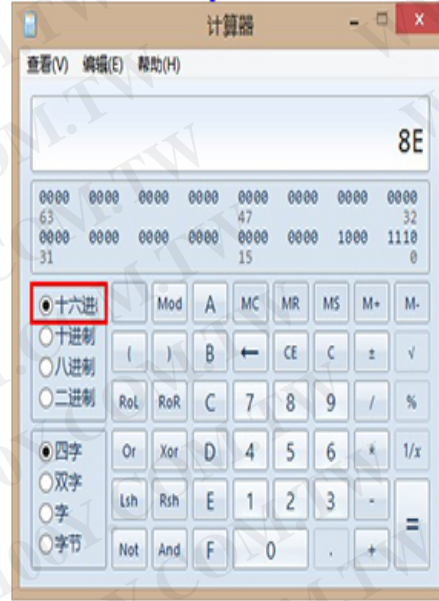 计算器
查看(V) 编辑(E) 帮助(H)
8E
0000 0000 0000 0000 0000 0000 0000 0000
63 47 32
0000 0000 0000 0000 0000 0000 1000 1110
31 15 0
十六进 Mod A MC MR MS M+ M-
十进制
( ) B ← CE C ± √
八进制
二进制 RoL RoR C 7 8 9 / %
四字 Or Xor D 4 5 6 * 1/x
双字
Lsh Rsh E 1 2 3 - =
字
字节 Not And F 0 . +